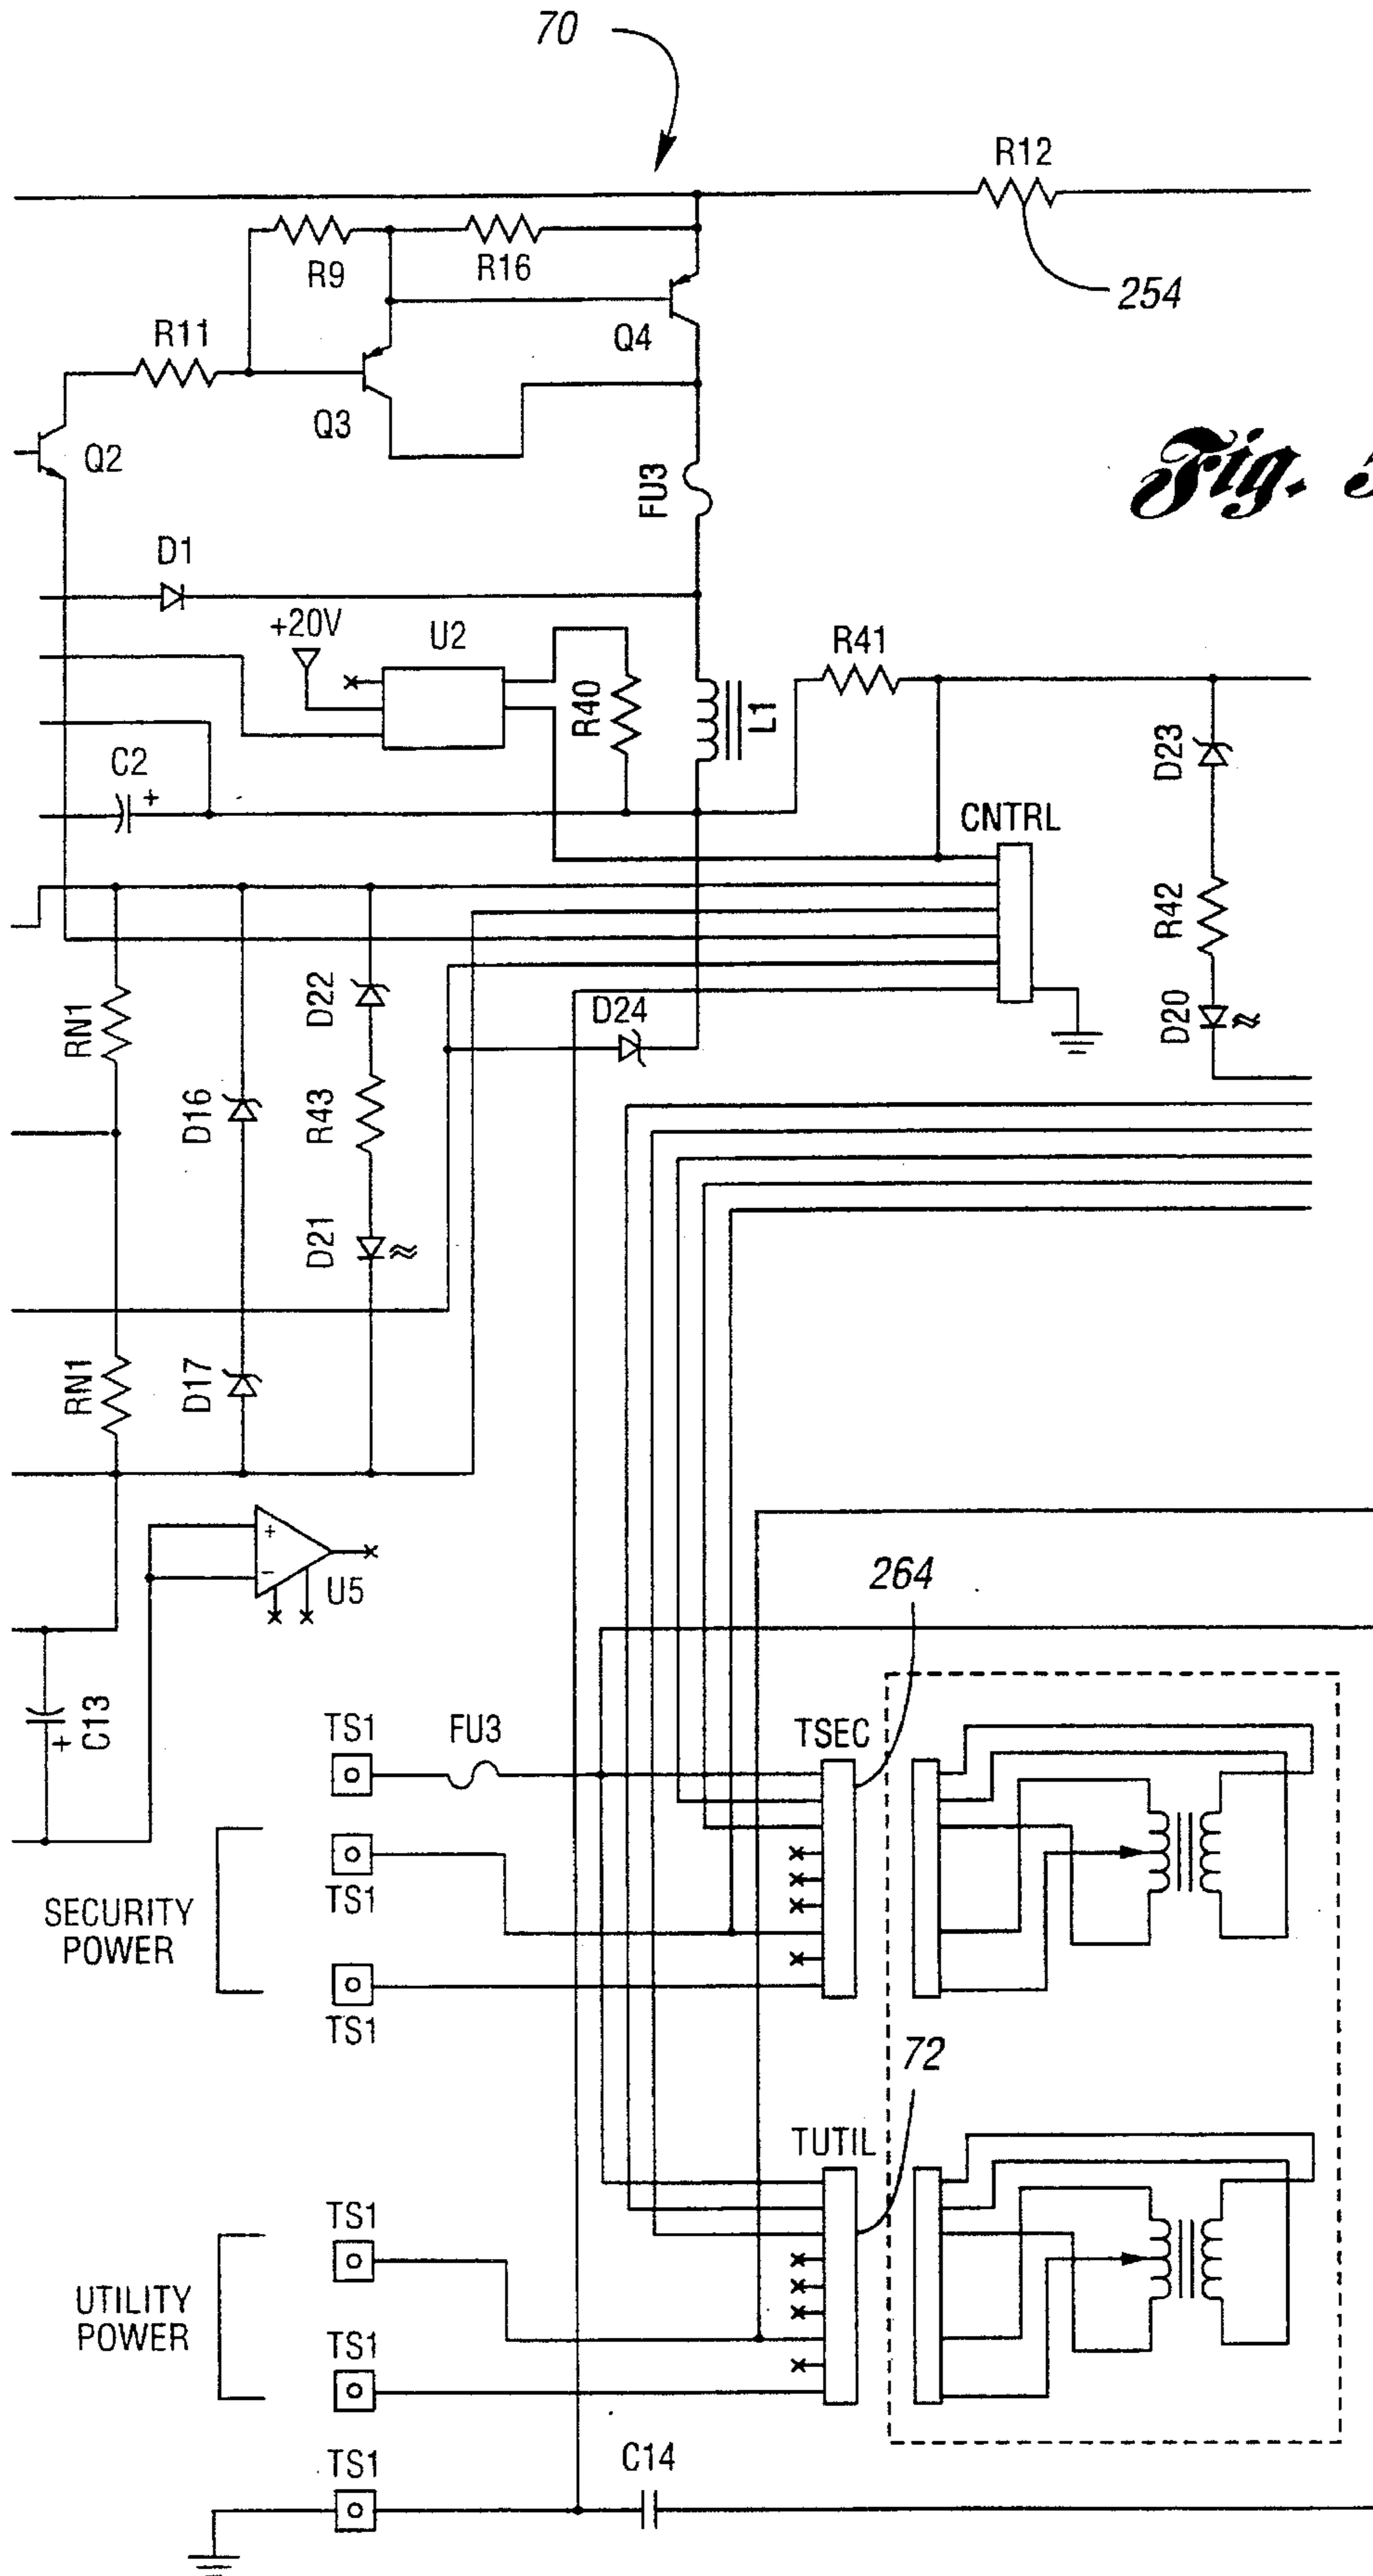 70
R12
R9
R16
254
R11
Q4
Q3
Q2
Fig.
FU3
D1
+20V
U2
R41
R40
L1
D23
C2
+
CNTRL
R42
D22
D24
D20
RN1
D16
R43
D21
RN1
D17
+
-
U5
264
C13
+
TS1
FU3
TSEC
TS1
SECURITY
POWER
TS1
72
TUTIL
TS1
UTILITY
POWER
TS1
TS1
C14